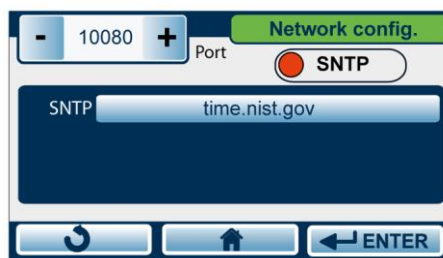 - 10080 + Port
Network config.
SNTP
SNTP time.nist.gov
ENTER